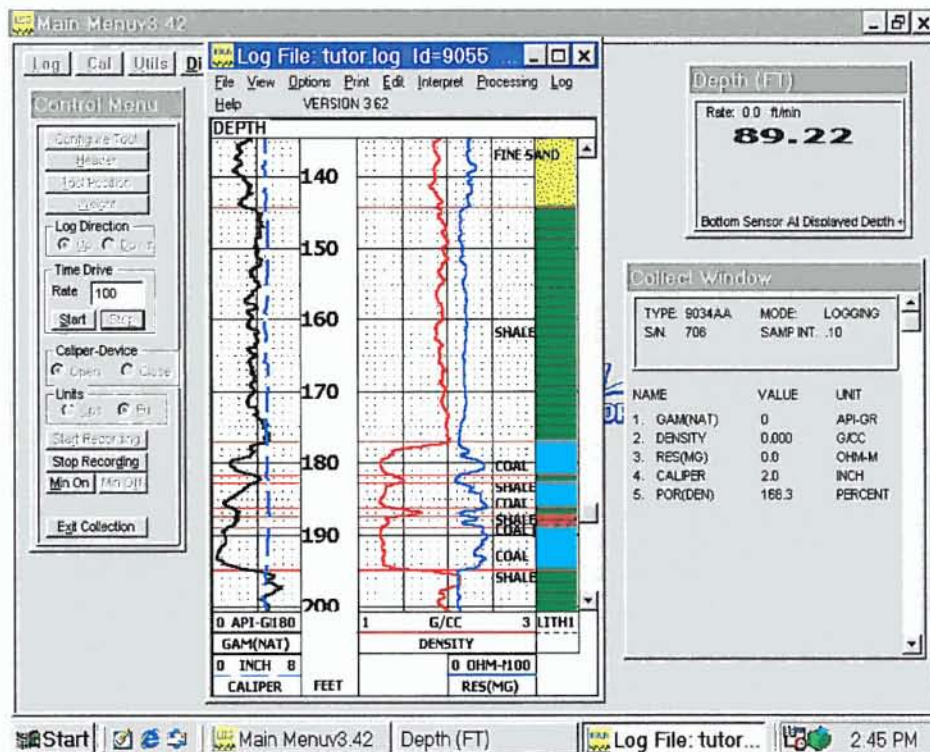 Main Menuv3.42
Log Cal Utils Di
Control Menu
Configure Tool
Header
Tool Position
Weight
Log Direction
Up Down
Time Drive
Rate 100
Start Stop
Caliper-Device
Open Close
Units
Cps Eu
Start Recording
Stop Recording
Min On Min Off
Exit Collection
Log File: tutor.log Id=9055 ...
File View Options Print Edit Interpret Processing Log
Help VERSION 3.62
DEPTH
FINE SAND
140
150
160
SHALE
170
180
COAL
SHALE
COAL
SHALE
COAL
190
COAL
SHALE
200
0 API-G 180 1 G/CC 3 LITH1
GAM(NAT) DENSITY
0 INCH 8 0 OHM-M 100
CALIPER FEET RES(MG)
Depth (FT)
Rate: 0.0 ft/min
89.22
Bottom Sensor At Displayed Depth
Collect Window
TYPE: 9034AA MODE: LOGGING
S/N: 706 SAMP INT: .10
NAME VALUE UNIT
1. GAM(NAT) 0 API-GR
2. DENSITY 0.000 G/CC
3. RES(MG) 0.0 OHM-M
4. CALIPER 2.0 INCH
5. POR(DEN) 168.3 PERCENT
Start Main Menuv3.42 Depth (FT) Log File: tutor... 2:45 PM